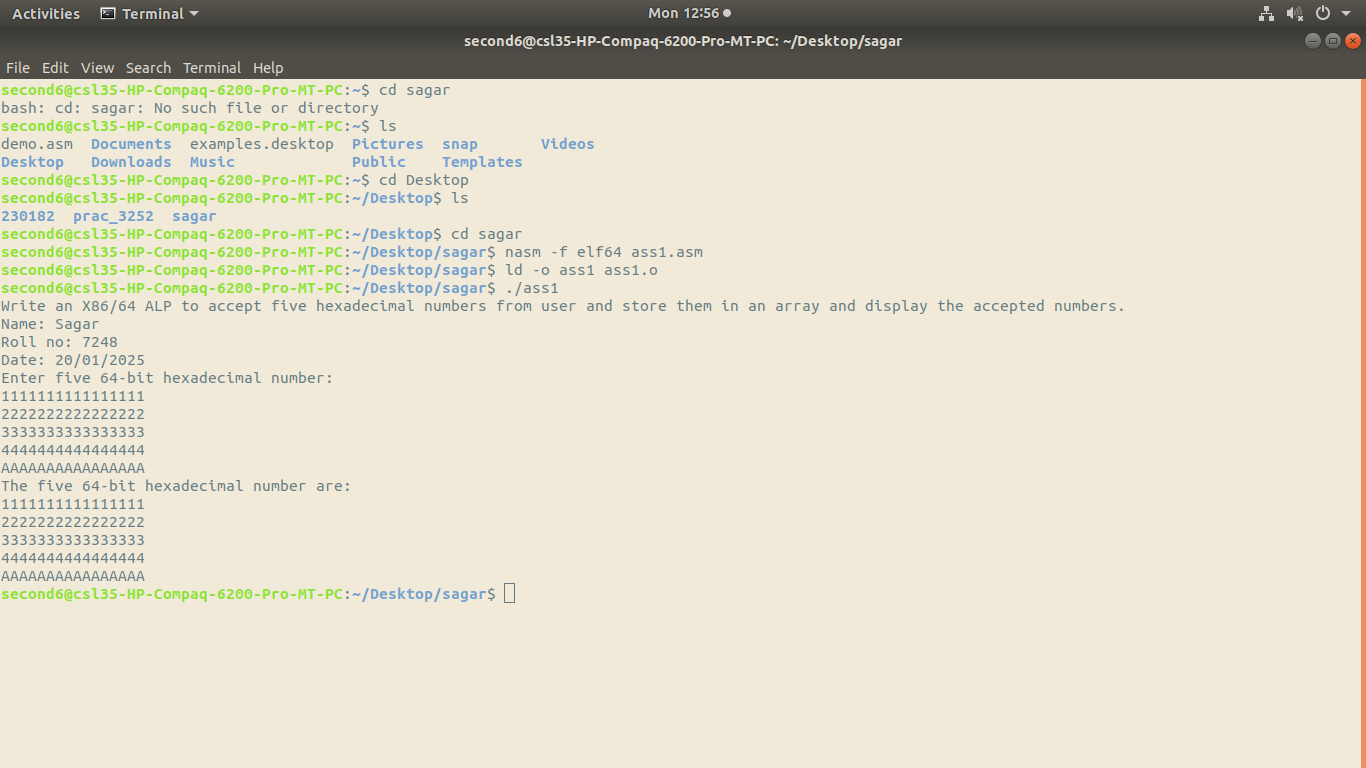 Activities Terminal Mon 12:56
second6@csl35-HP-Compaq-6200-Pro-MT-PC: ~/Desktop/sagar
File Edit View Search Terminal Help
second6@csl35-HP-Compaq-6200-Pro-MT-PC:~$ cd sagar
bash: cd: sagar: No such file or directory
second6@csl35-HP-Compaq-6200-Pro-MT-PC:~$ ls
demo.asm  Documents  examples.desktop  Pictures  snap       Videos
Desktop   Downloads  Music             Public    Templates
second6@csl35-HP-Compaq-6200-Pro-MT-PC:~$ cd Desktop
second6@csl35-HP-Compaq-6200-Pro-MT-PC:~/Desktop$ ls
230182  prac_3252  sagar
second6@csl35-HP-Compaq-6200-Pro-MT-PC:~/Desktop$ cd sagar
second6@csl35-HP-Compaq-6200-Pro-MT-PC:~/Desktop/sagar$ nasm -f elf64 ass1.asm
second6@csl35-HP-Compaq-6200-Pro-MT-PC:~/Desktop/sagar$ ld -o ass1 ass1.o
second6@csl35-HP-Compaq-6200-Pro-MT-PC:~/Desktop/sagar$ ./ass1
Write an X86/64 ALP to accept five hexadecimal numbers from user and store them in an array and display the accepted numbers.
Name: Sagar
Roll no: 7248
Date: 20/01/2025
Enter five 64-bit hexadecimal number:
1111111111111111
2222222222222222
3333333333333333
4444444444444444
AAAAAAAAAAAAAAAA
The five 64-bit hexadecimal number are:
1111111111111111
2222222222222222
3333333333333333
4444444444444444
AAAAAAAAAAAAAAAA
second6@csl35-HP-Compaq-6200-Pro-MT-PC:~/Desktop/sagar$